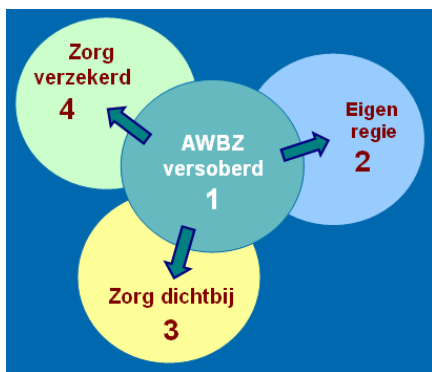 Zorg
verzekerd
4
Eigen
regie
2
AWBZ
versoberd
1
Zorg dichtbij
3